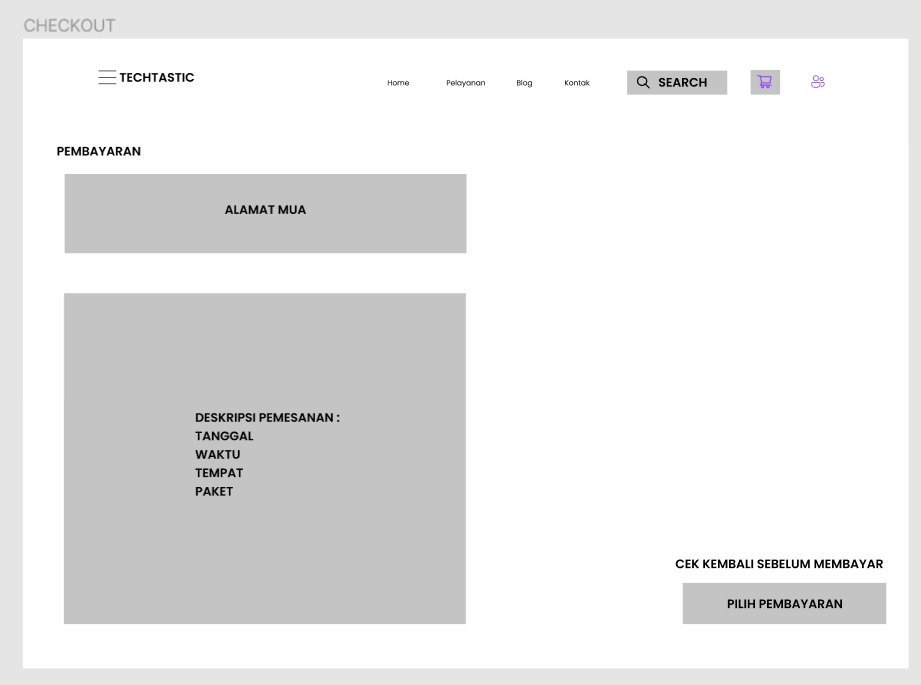 CHECKOUT
TECHTASTIC
Home Pelayanan Blog Kontak SEARCH
PEMBAYARAN
ALAMAT MUA
DESKRIPSI PEMESANAN :
TANGGAL
WAKTU
TEMPAT
PAKET
CEK KEMBALI SEBELUM MEMBAYAR
PILIH PEMBAYARAN